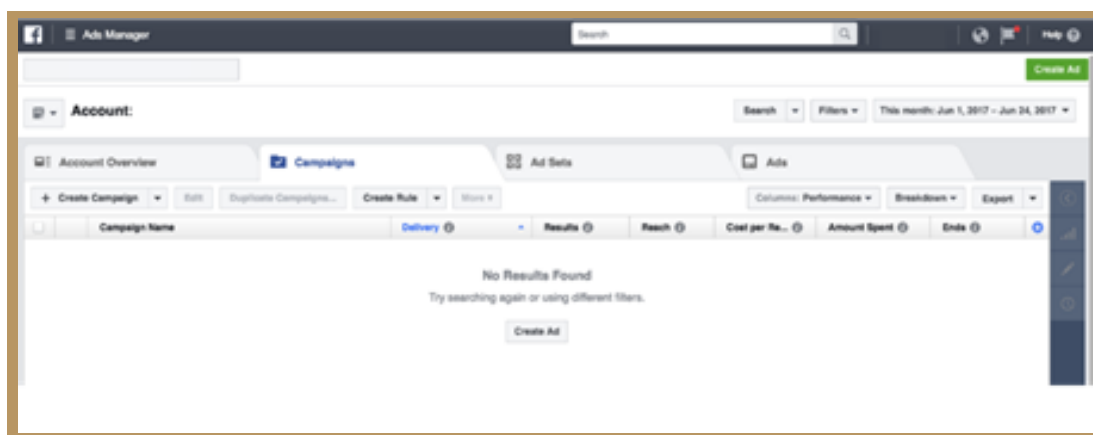 f Ads Manager Search Help
Create Ad
Account: Search Filters This month: Jun 1, 2017 – Jun 24, 2017
Account Overview Campaigns Ad Sets Ads
+ Create Campaign Edit Duplicate Campaigns... Create Rule More Columns: Performance Breakdown Export
Campaign Name Delivery Results Reach Cost per Re... Amount Spent Ends
No Results Found
Try searching again or using different filters.
Create Ad